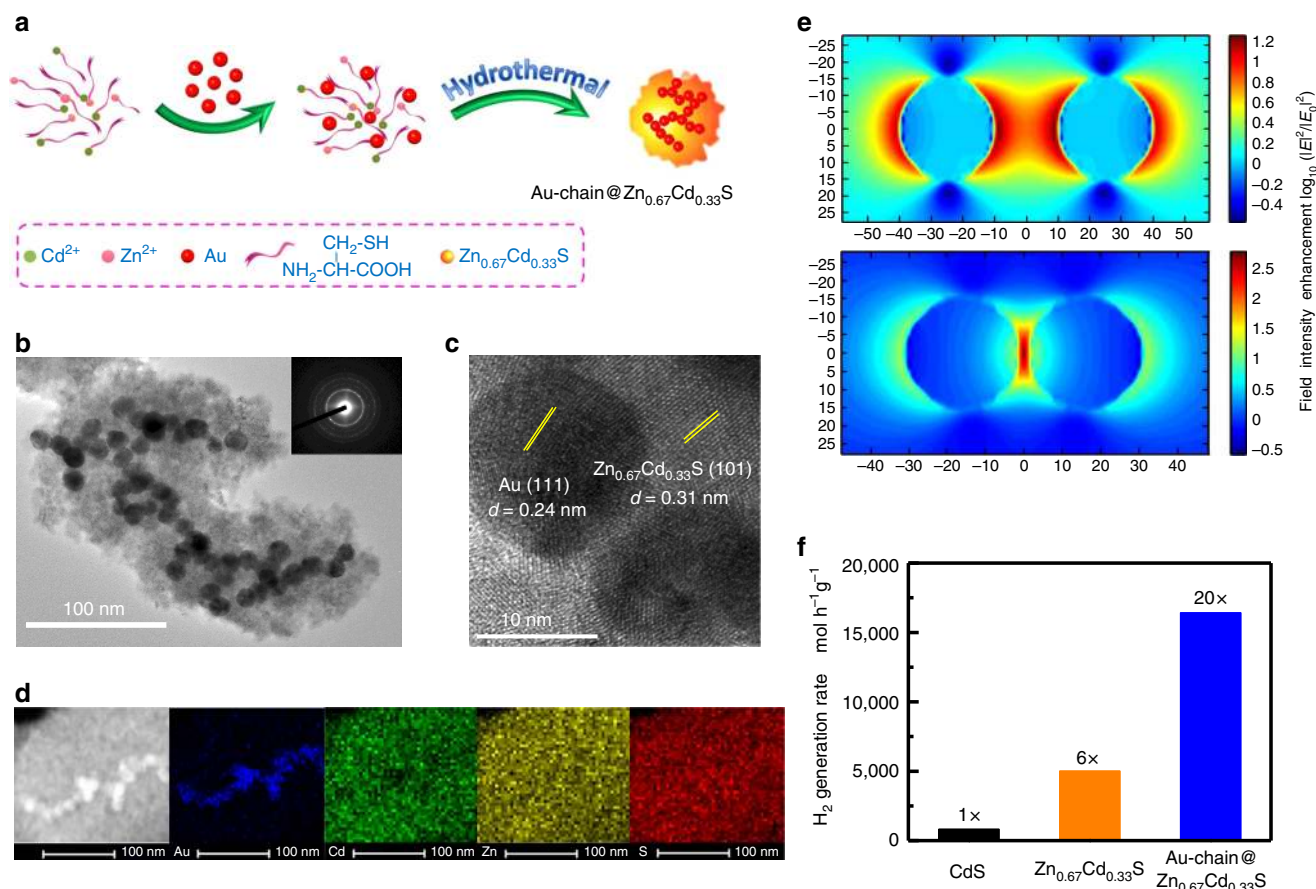 a
Hydrothermal
Au-chain@Zn0.67Cd0.33S
Cd2+
Zn2+
Au
CH2-SH
NH2-CH-COOH
Zn0.67Cd0.33S
b
100 nm
c
Au (111)
d = 0.24 nm
Zn0.67Cd0.33S (101)
d = 0.31 nm
10 nm
d
100 nm
Au 100 nm
Cd 100 nm
Zn 100 nm
S 100 nm
e
−25
−20
−15
−10
−5
0
5
10
15
20
25
−50 −40 −30 −20 −10 0 10 20 30 40 50
1.2
1
0.8
0.6
0.4
0.2
0
−0.2
−0.4
−25
−20
−15
−10
−5
0
5
10
15
20
25
−40 −30 −20 −10 0 10 20 30 40
2.5
2
1.5
1
0.5
0
−0.5
Field intensity enhancement log10 (|E|2/|E0|2)
f
H2 generation rate mol h−1g−1
20,000
15,000
10,000
5,000
0
1×
6×
20×
CdS
Zn0.67Cd0.33S
Au-chain@
Zn0.67Cd0.33S